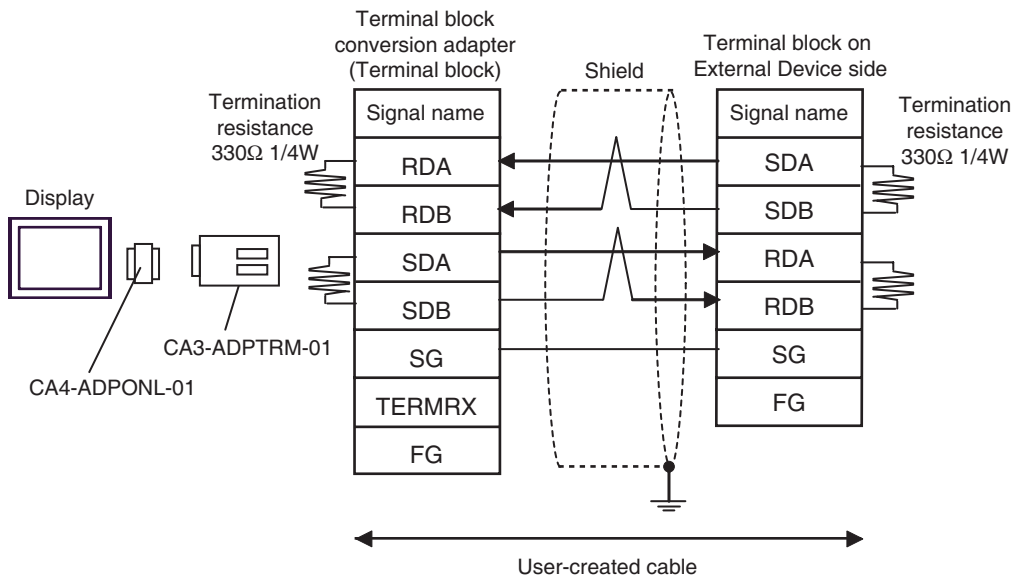 Terminal block
conversion adapter
(Terminal block)
Shield
Terminal block on
External Device side
Termination
resistance
330Ω 1/4W
Signal name
RDA
RDB
SDA
SDB
SG
TERMRX
FG
Signal name
SDA
SDB
RDA
RDB
SG
FG
Termination
resistance
330Ω 1/4W
Display
CA3-ADPTRM-01
CA4-ADPONL-01
User-created cable